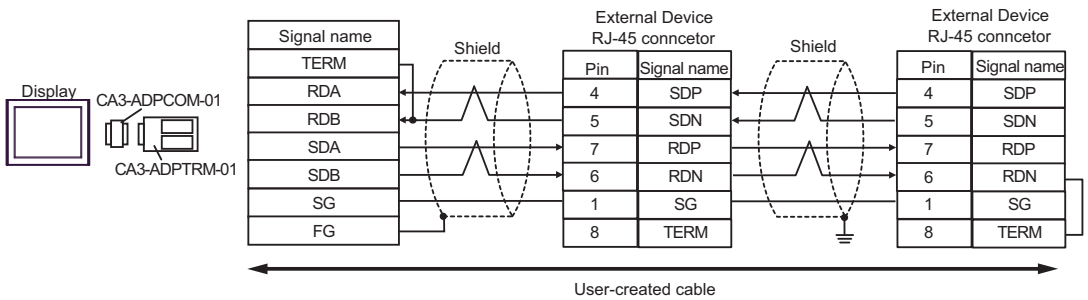 Display
CA3-ADPCOM-01
CA3-ADPTRM-01
Signal name
TERM
RDA
RDB
SDA
SDB
SG
FG
Shield
External Device
RJ-45 conncetor
Pin Signal name
4 SDP
5 SDN
7 RDP
6 RDN
1 SG
8 TERM
Shield
External Device
RJ-45 conncetor
Pin Signal name
4 SDP
5 SDN
7 RDP
6 RDN
1 SG
8 TERM
User-created cable